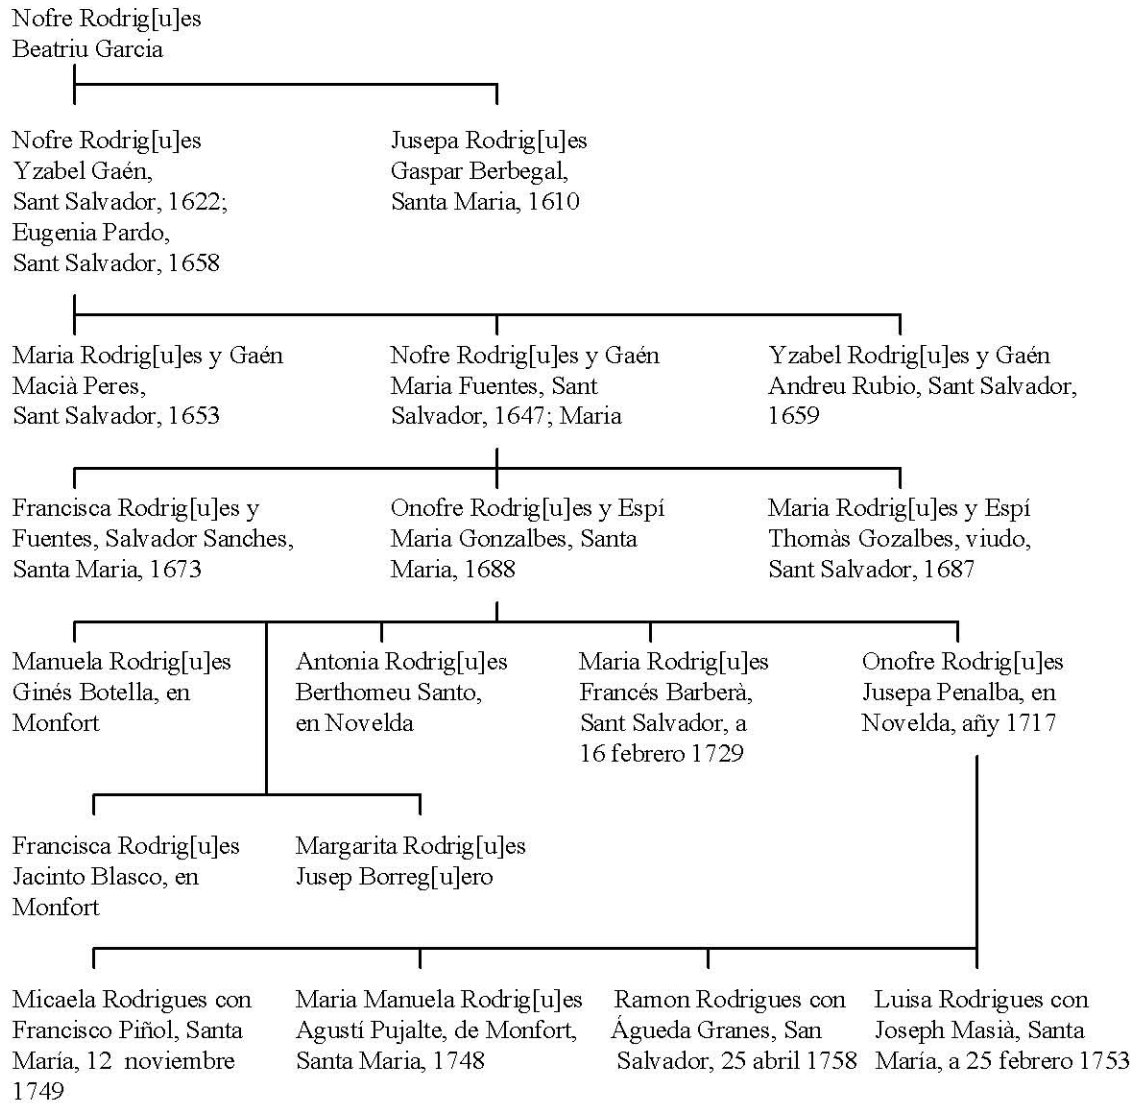 Nofre Rodrig[u]es
Beatriu Garcia
Nofre Rodrig[u]es
Yzabel Gaén,
Sant Salvador, 1622;
Eugenia Pardo,
Sant Salvador, 1658
Jusepa Rodrig[u]es
Gaspar Berbegal,
Santa Maria, 1610
Maria Rodrig[u]es y Gaén
Macià Peres,
Sant Salvador, 1653
Nofre Rodrig[u]es y Gaén
Maria Fuentes, Sant
Salvador, 1647; Maria
Yzabel Rodrig[u]es y Gaén
Andreu Rubio, Sant Salvador,
1659
Francisca Rodrig[u]es y
Fuentes, Salvador Sanches,
Santa Maria, 1673
Onofre Rodrig[u]es y Espí
Maria Gonzalbes, Santa
Maria, 1688
Maria Rodrig[u]es y Espí
Thomàs Gozalbes, viudo,
Sant Salvador, 1687
Manuela Rodrig[u]es
Ginés Botella, en
Monfort
Antonia Rodrig[u]es
Berthomeu Santo,
en Novelda
Maria Rodrig[u]es
Francés Barberà,
Sant Salvador, a
16 febrero 1729
Onofre Rodrig[u]es
Jusepa Penalba, en
Novelda, añy 1717
Francisca Rodrig[u]es
Jacinto Blasco, en
Monfort
Margarita Rodrig[u]es
Jusep Borreg[u]ero
Micaela Rodrigues con
Francisco Piñol, Santa
María, 12 noviembre
1749
Maria Manuela Rodrig[u]es
Agustí Pujalte, de Monfort,
Santa Maria, 1748
Ramon Rodrigues con
Águeda Granes, San
Salvador, 25 abril 1758
Luisa Rodrigues con
Joseph Masià, Santa
María, a 25 febrero 1753